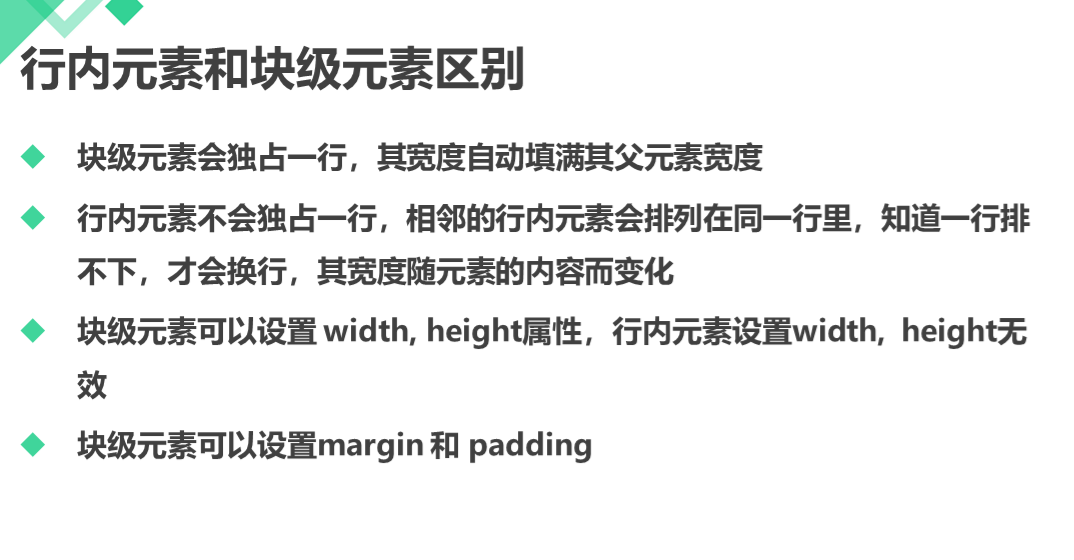 行内元素和块级元素区别
块级元素会独占一行，其宽度自动填满其父元素宽度
行内元素不会独占一行，相邻的行内元素会排列在同一行里，知道一行排
不下，才会换行，其宽度随元素的内容而变化
块级元素可以设置 width, height属性，行内元素设置width,  height无
效
块级元素可以设置margin 和 padding